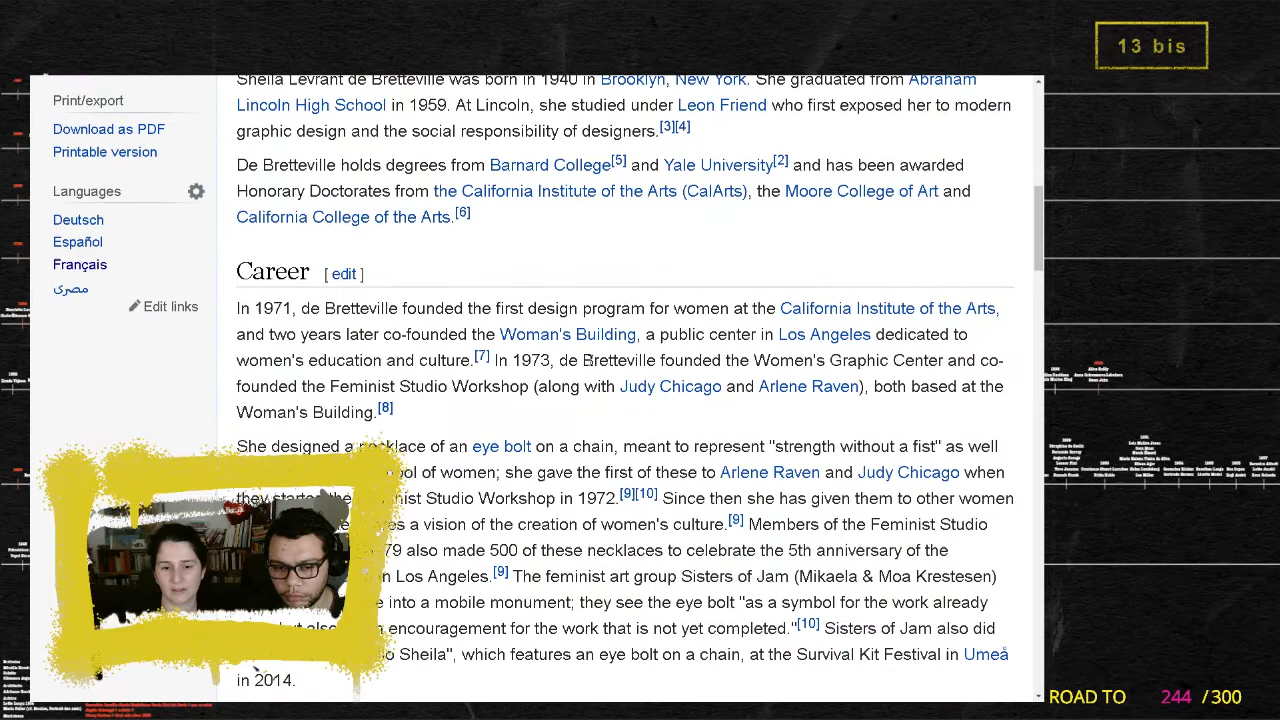 13 bis
Print/export
Download as PDF
Printable version
Languages
Deutsch
Español
Français
مصرى
Edit links
Sheila Levrant de Bretteville was born in 1940 in Brooklyn, New York. She graduated from Abraham
Lincoln High School in 1959. At Lincoln, she studied under Leon Friend who first exposed her to modern
graphic design and the social responsibility of designers.[3][4]
De Bretteville holds degrees from Barnard College[5] and Yale University[2] and has been awarded
Honorary Doctorates from the California Institute of the Arts (CalArts), the Moore College of Art and
California College of the Arts.[6]
Career [ edit ]
In 1971, de Bretteville founded the first design program for women at the California Institute of the Arts,
and two years later co-founded the Woman's Building, a public center in Los Angeles dedicated to
women's education and culture.[7] In 1973, de Bretteville founded the Women's Graphic Center and co-
founded the Feminist Studio Workshop (along with Judy Chicago and Arlene Raven), both based at the
Woman's Building.[8]
She designed a necklace of an eye bolt on a chain, meant to represent "strength without a fist" as well
she gave the first of these to Arlene Raven and Judy Chicago when
they Studio Workshop in 1972.[9][10] Since then she has given them to other women
a vision of the creation of women's culture.[9] Members of the Feminist Studio
79 also made 500 of these necklaces to celebrate the 5th anniversary of the
Los Angeles.[9] The feminist art group Sisters of Jam (Mikaela & Moa Krestesen)
into a mobile monument; they see the eye bolt "as a symbol for the work already
encouragement for the work that is not yet completed."[10] Sisters of Jam also did
Sheila" which features an eye bolt on a chain, at the Survival Kit Festival in Umeå
in 2014.
ROAD TO 244 /300